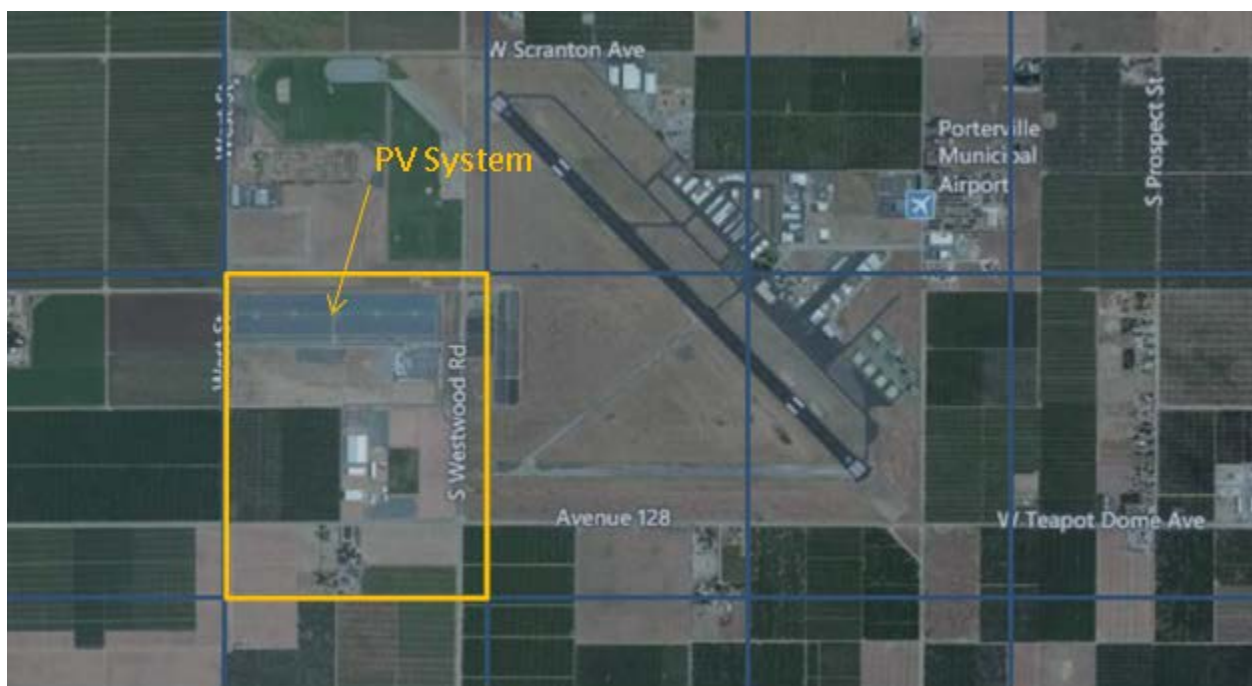 W Scranton Ave
West St
PV System
Porterville
Municipal
Airport
S Prospect St
West St
S Westwood Rd
Avenue 128
W Teapot Dome Ave